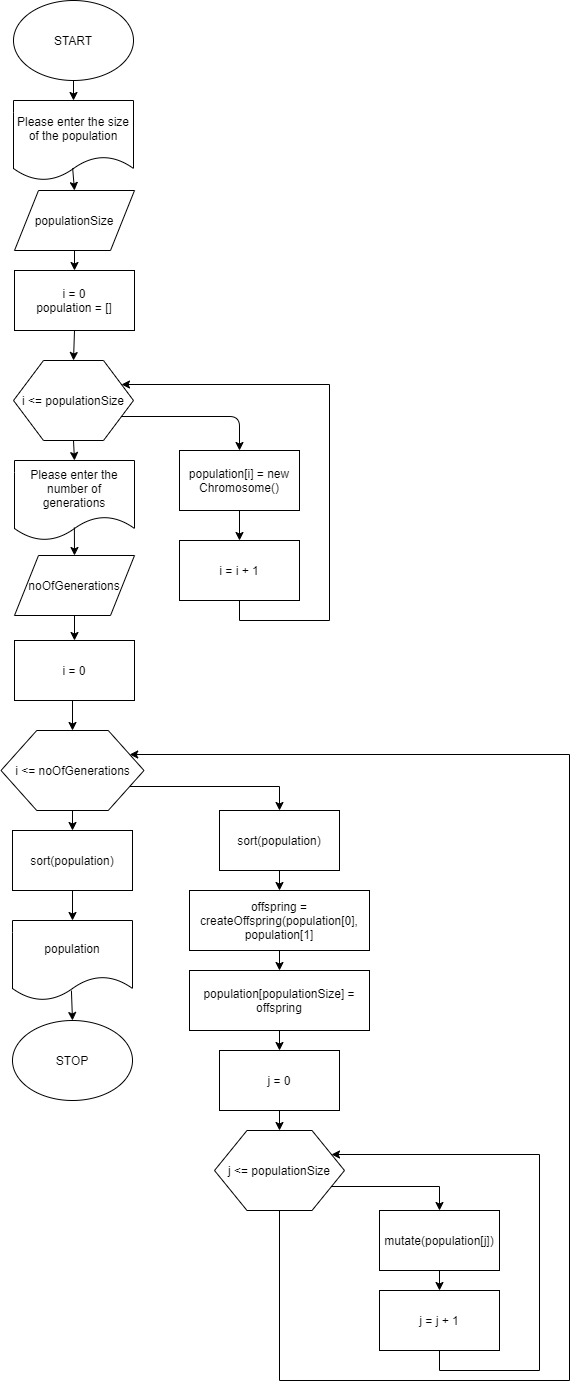 START
Please enter the size
of the population
populationSize
i = 0
population = []
i <= populationSize
population[i] = new
Chromosome()
i = i + 1
Please enter the
number of
generations
noOfGenerations
i = 0
i <= noOfGenerations
sort(population)
offspring =
createOffspring(population[0],
population[1]
population[populationSize] =
offspring
j = 0
j <= populationSize
mutate(population[j])
j = j + 1
sort(population)
population
STOP